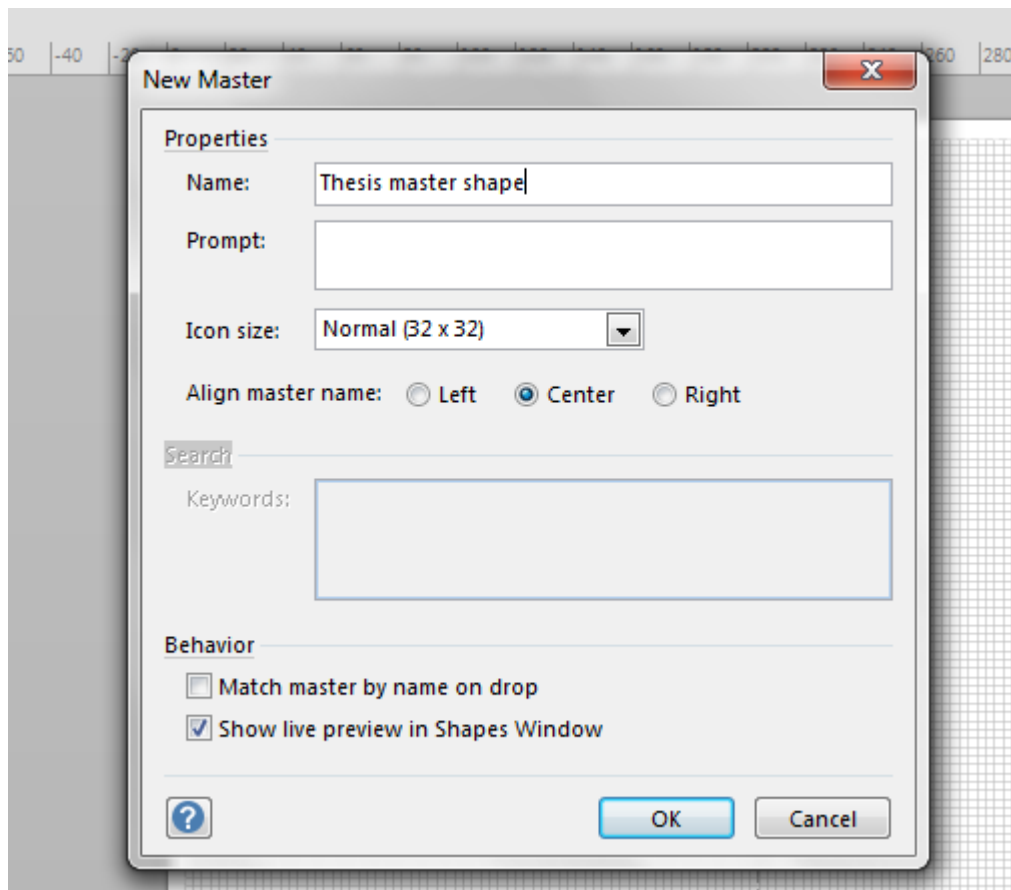 -40
260 280
New Master
Properties
Name: Thesis master shape
Prompt:
Icon size: Normal (32 x 32)
Align master name: Left Center Right
Search
Keywords:
Behavior
Match master by name on drop
Show live preview in Shapes Window
? OK Cancel